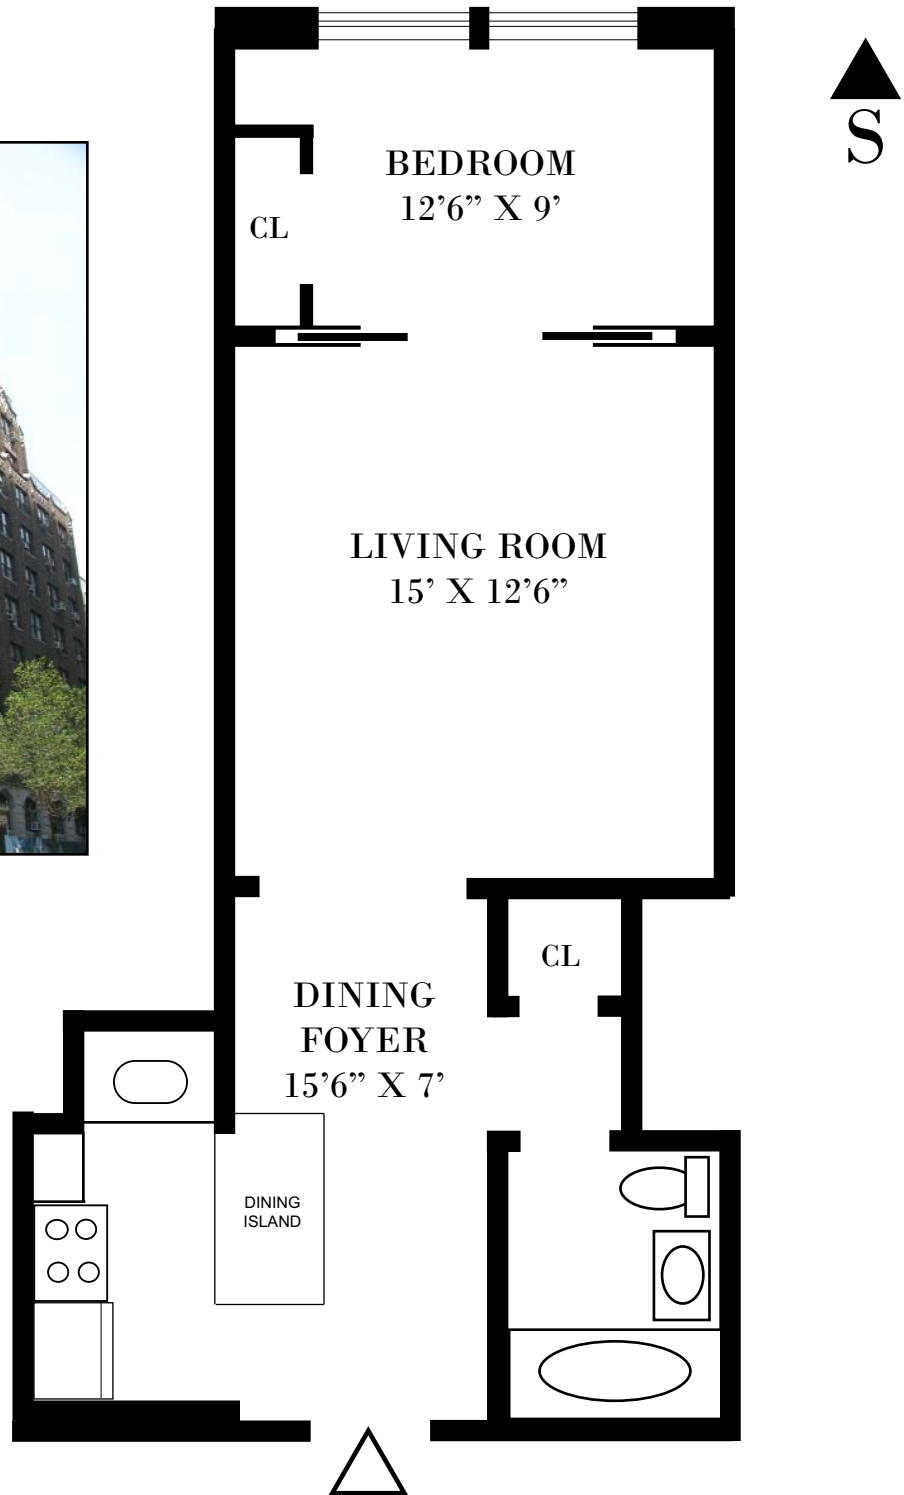 S
BEDROOM
12’6” X 9’
CL
LIVING ROOM
15’ X 12’6”
CL
DINING
FOYER
15’6” X 7’
DINING
ISLAND